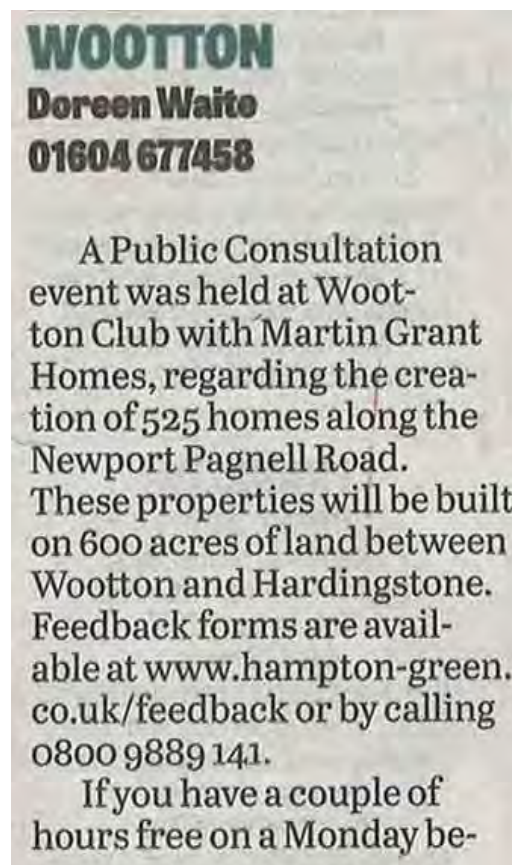 WOOTTON
Doreen Waite
01604 677458
A Public Consultation
event was held at Woot-
ton Club with Martin Grant
Homes, regarding the crea-
tion of 525 homes along the
Newport Pagnell Road.
These properties will be built
on 600 acres of land between
Wootton and Hardingstone.
Feedback forms are avail-
able at www.hampton-green.
co.uk/feedback or by calling
0800 9889 141.
If you have a couple of
hours free on a Monday be-